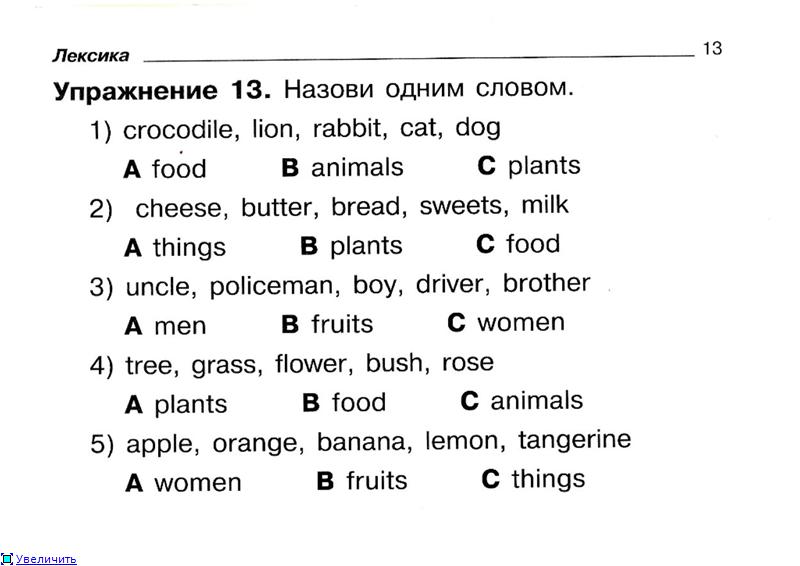 Лексика 13
Упражнение 13. Назови одним словом.
1) crocodile, lion, rabbit, cat, dog
A food B animals C plants
2) cheese, butter, bread, sweets, milk
A things B plants C food
3) uncle, policeman, boy, driver, brother
A men B fruits C women
4) tree, grass, flower, bush, rose
A plants B food C animals
5) apple, orange, banana, lemon, tangerine
A women B fruits C things
Увеличить